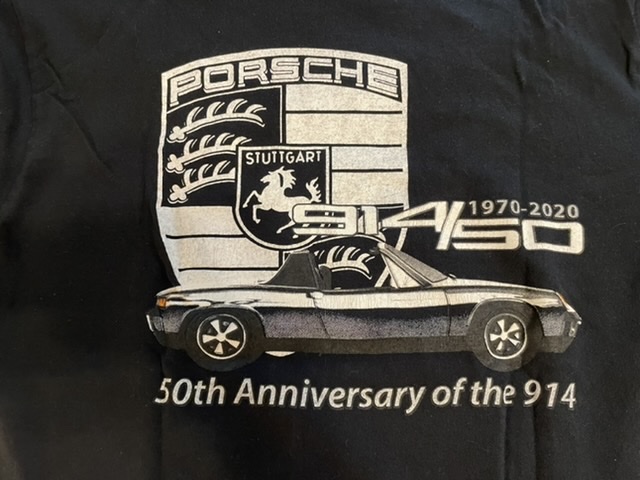 PORSCHE
STUTTGART
1970-2020
914/50
50th Anniversary of the 914